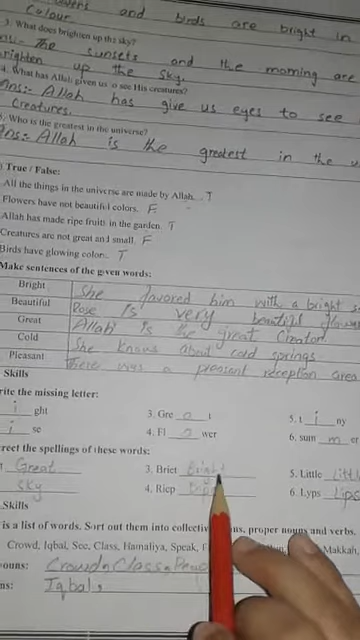 and birds are bright in
Colour.
3. What does brighten up the sky?
Ans:- The sunsets and the morning are
brighten up the sky.
4. What has Allah given us to see His creatures?
Ans:- Allah has give us eyes to see
Creatures.
5. Who is the greatest in the universe?
Ans:- Allah is the greatest in the
True / False:
All the things in the universe are made by Allah. T
Flowers have not beautiful colors. F
Allah has made ripe fruits in the garden. T
Creatures are not great and small. F
Birds have glowing colors. T
Make sentences of the given words:
Bright She favored him with a bright
Beautiful Rose is very beautiful
Great Allah is the great Creator
Cold She knows about cold springs
Pleasant there was a pleasant reception area
Skills
rite the missing letter:
i ght 3. Gre a t 5. t i ny
i se 4. Fl o wer 6. sum m er
rect the spellings of these words:
Great 3. Briet Bright 5. Little
sky 4. Riep 6. Lyps Lips
Skills
is a list of words. Sort them out into collective nouns, proper nouns and verbs.
Crowd, Iqbal, See, Class, Hamaliya, Speak, Makkah,
nouns: Crowd, Class,
ns: Iqbal,